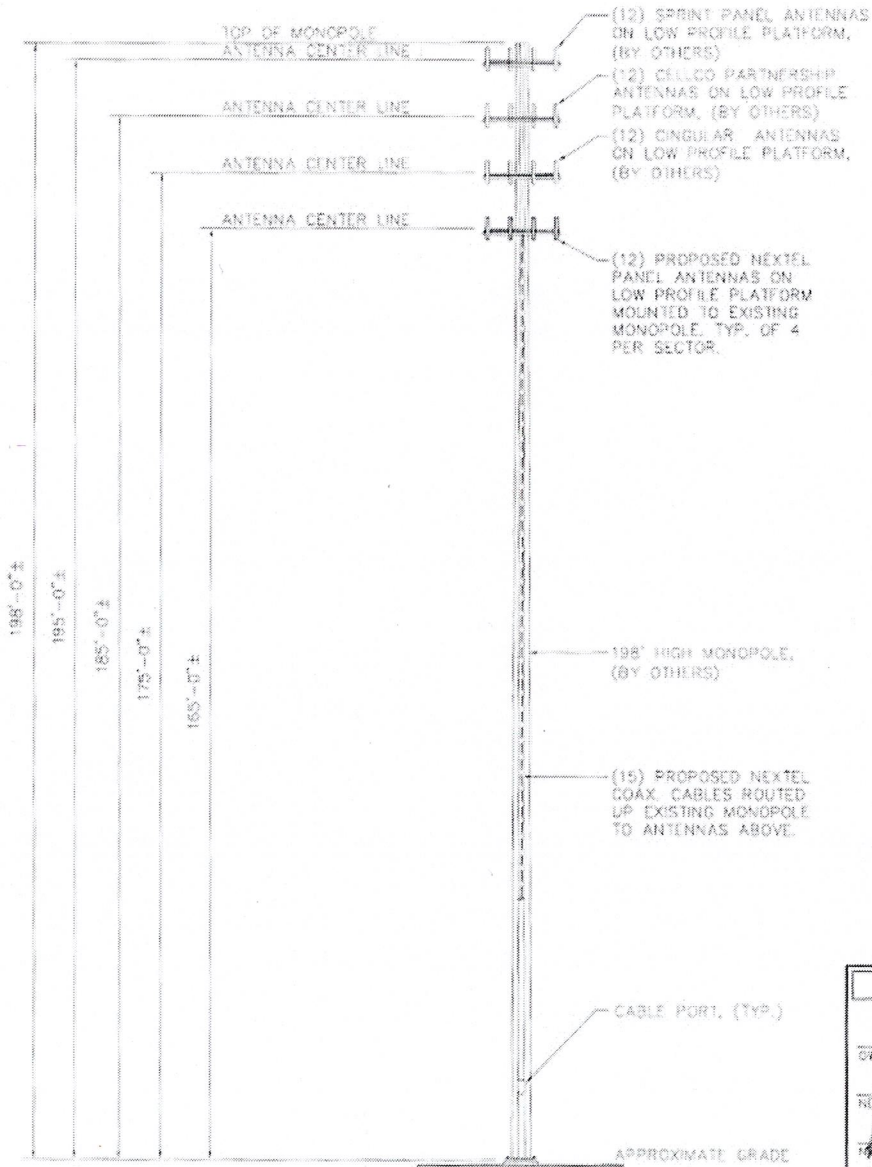 TOP OF MONOPOLE
ANTENNA CENTER LINE
ANTENNA CENTER LINE
ANTENNA CENTER LINE
ANTENNA CENTER LINE
(12) SPRINT PANEL ANTENNAS
ON LOW PROFILE PLATFORM,
(BY OTHERS)
(12) CELLCO PARTNERSHIP
ANTENNAS ON LOW PROFILE
PLATFORM, (BY OTHERS)
(12) CINGULAR ANTENNAS
ON LOW PROFILE PLATFORM,
(BY OTHERS)
(12) PROPOSED NEXTEL
PANEL ANTENNAS ON
LOW PROFILE PLATFORM
MOUNTED TO EXISTING
MONOPOLE. TYP. OF 4
PER SECTOR.
198'-0"±
195'-0"±
185'-0"±
175'-0"±
165'-0"±
198' HIGH MONOPOLE,
(BY OTHERS)
(15) PROPOSED NEXTEL
COAX. CABLES ROUTED
UP EXISTING MONOPOLE
TO ANTENNAS ABOVE.
CABLE PORT, (TYP.)
APPROXIMATE GRADE